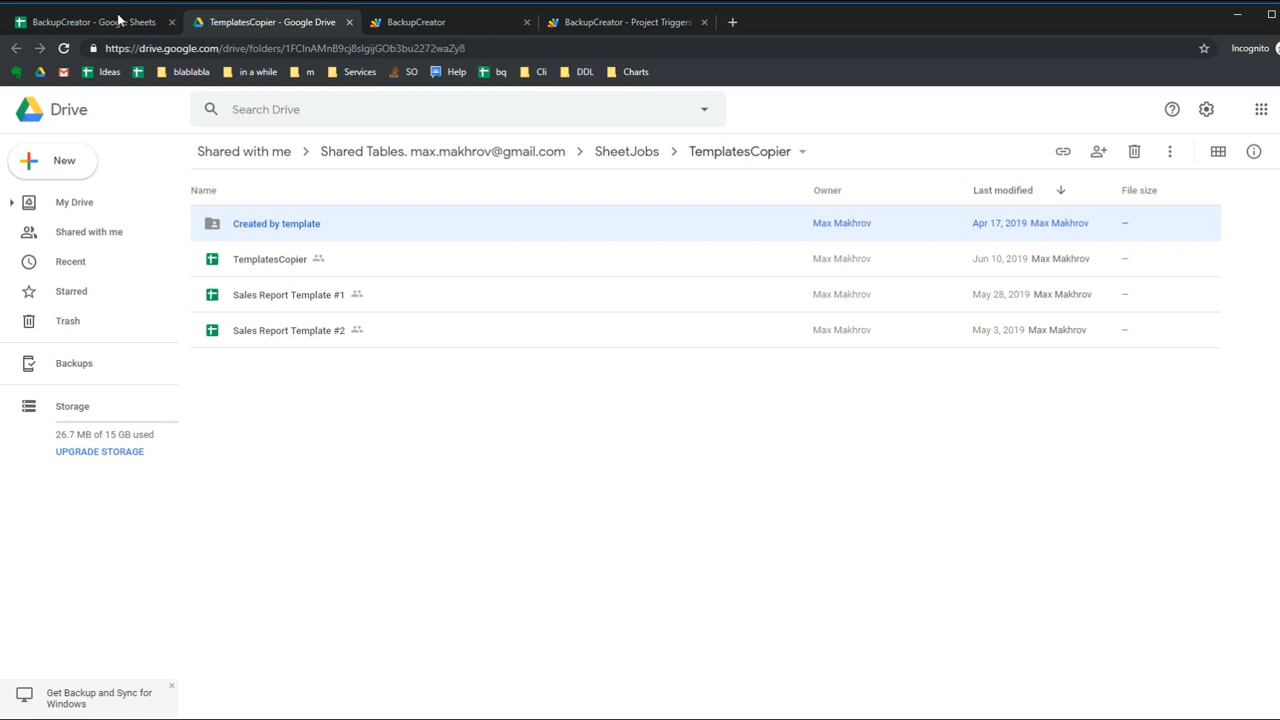 BackupCreator - Google Sheets
TemplatesCopier - Google Drive
BackupCreator
BackupCreator - Project Triggers
https://drive.google.com/drive/folders/1FCInAMnB9cj8slgijGOb3bu2272waZy8
Incognito
Ideas
blablabla
in a while
m
Services
SO
Help
bq
Cli
DDL
Charts
Drive
Search Drive
New
Shared with me > Shared Tables. max.makhrov@gmail.com > SheetJobs > TemplatesCopier
Name Owner Last modified File size
Created by template Max Makhrov Apr 17, 2019 Max Makhrov —
TemplatesCopier Max Makhrov Jun 10, 2019 Max Makhrov —
Sales Report Template #1 Max Makhrov May 28, 2019 Max Makhrov —
Sales Report Template #2 Max Makhrov May 3, 2019 Max Makhrov —
My Drive
Shared with me
Recent
Starred
Trash
Backups
Storage
26.7 MB of 15 GB used
UPGRADE STORAGE
Get Backup and Sync for
Windows